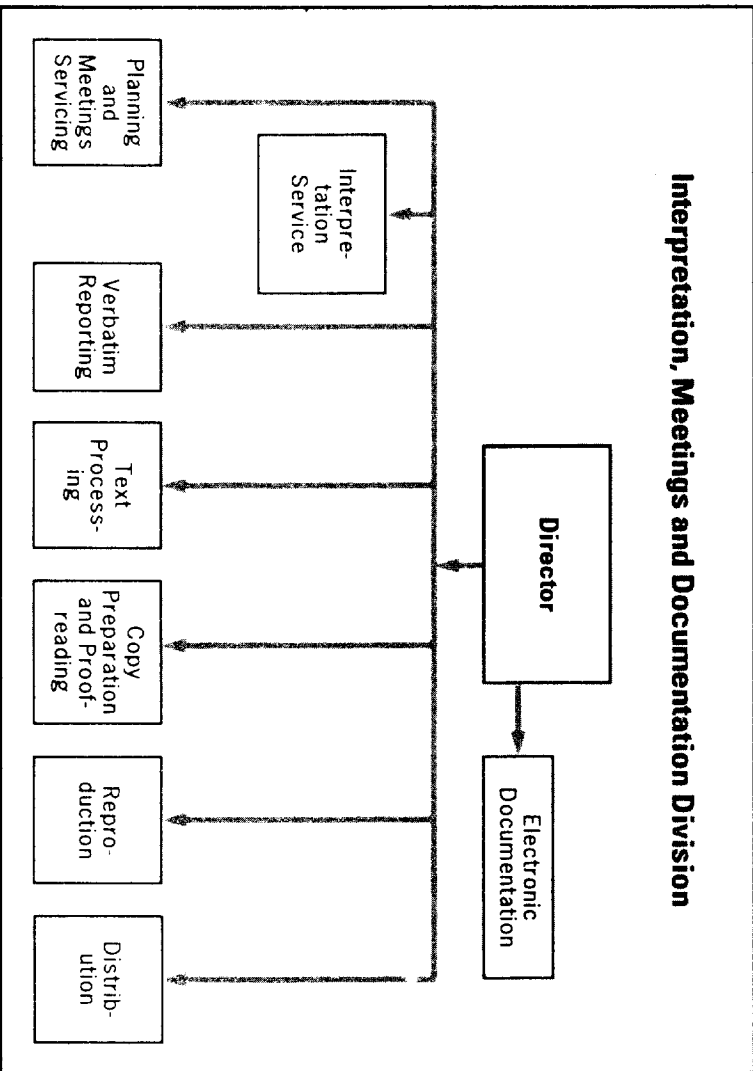 Interpretation, Meetings and Documentation Division
Director
Electronic
Documentation
Interpre-
tation
Service
Planning
and
Meetings
Servicing
Verbatim
Reporting
Text
Process-
ing
Copy
Preparation
and Proof-
reading
Repro-
duction
Distrib-
ution